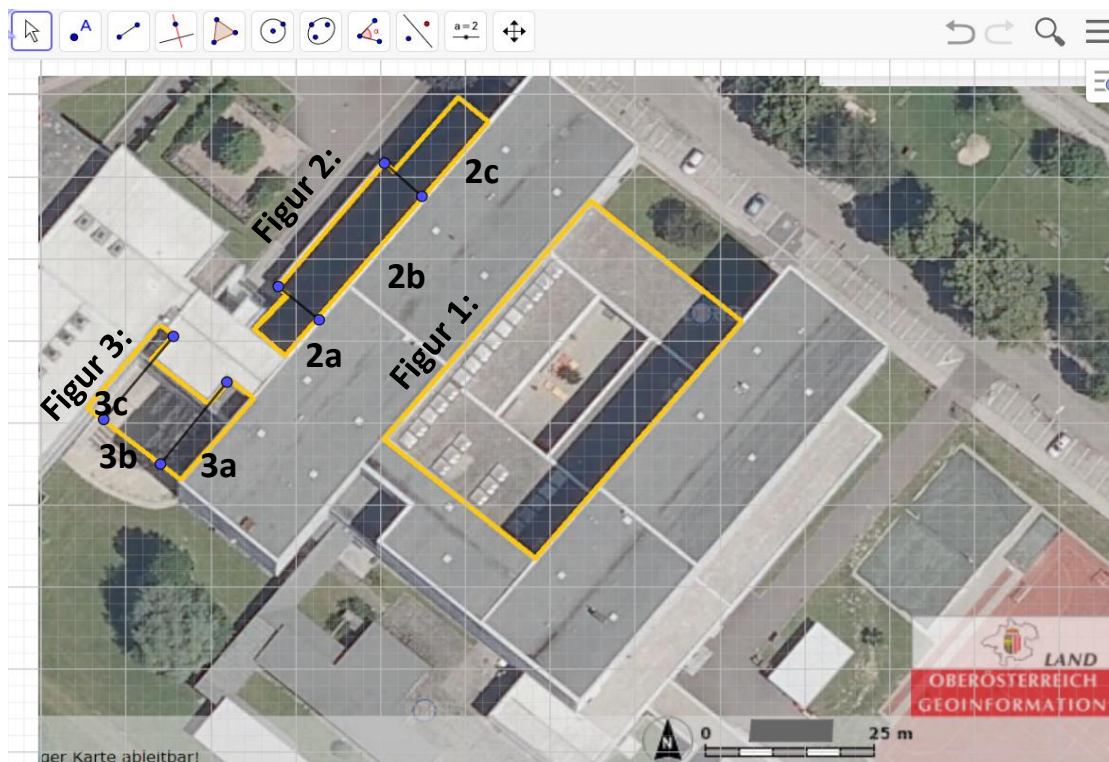 A
α
a=2
Figur 2:
2c
2b
Figur 1:
2a
Figur 3:
3c
3b
3a
LAND
OBERÖSTERREICH
GEOINFORMATION
N
0
25 m
ger Karte ableitbar!